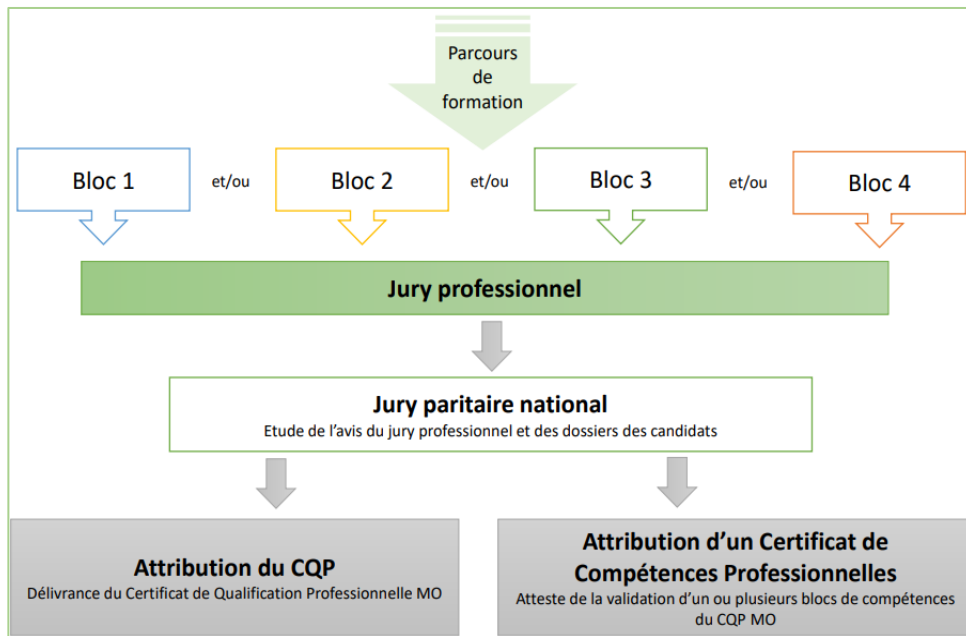 Parcours
de
formation
Bloc 1
et/ou
Bloc 2
et/ou
Bloc 3
et/ou
Bloc 4
Jury professionnel
Jury paritaire national
Etude de l'avis du jury professionnel et des dossiers des candidats
Attribution du CQP
Délivrance du Certificat de Qualification Professionnelle MO
Attribution d'un Certificat de
Compétences Professionnelles
Atteste de la validation d'un ou plusieurs blocs de compétences
du CQP MO